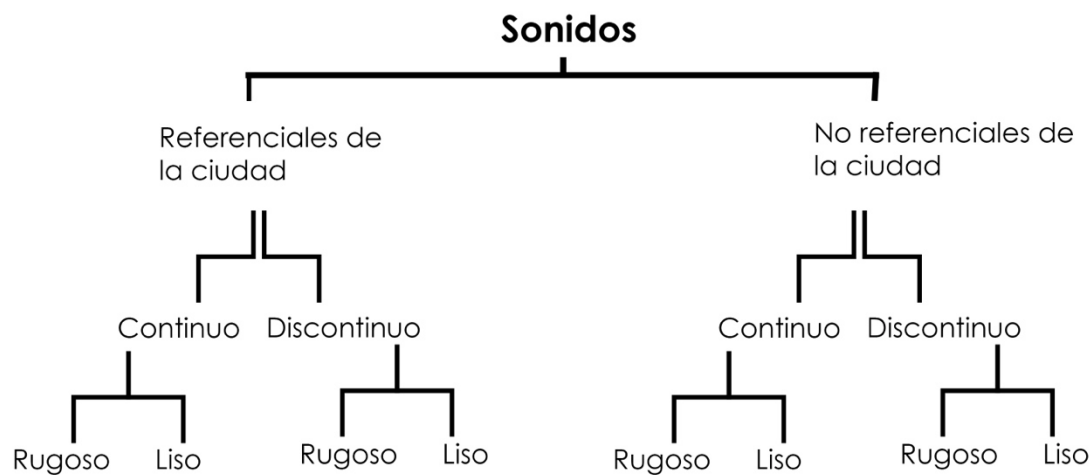 Sonidos
Referenciales de
la ciudad
No referenciales de
la ciudad
Continuo
Discontinuo
Continuo
Discontinuo
Rugoso
Liso
Rugoso
Liso
Rugoso
Liso
Rugoso
Liso